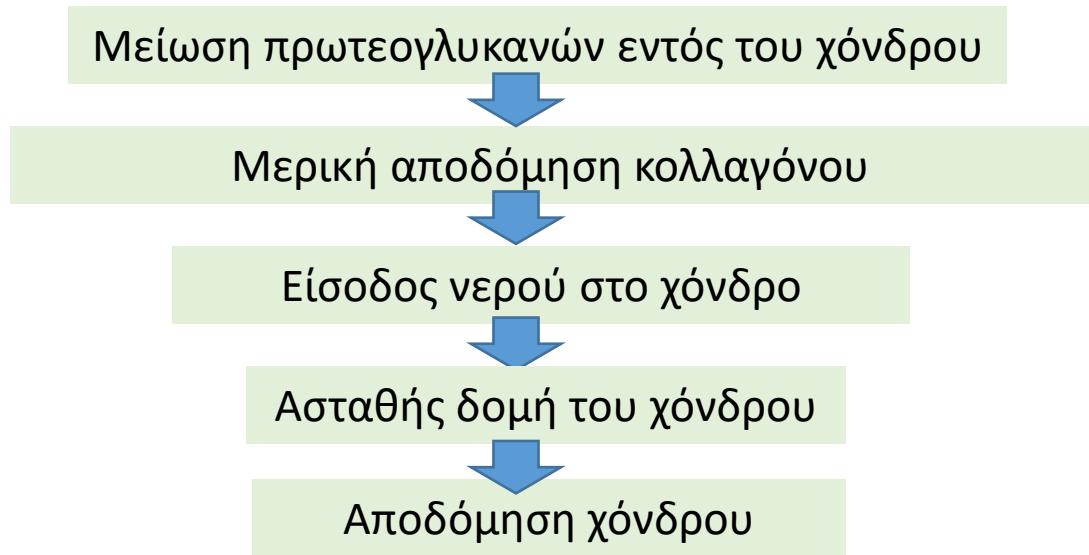 Μείωση πρωτεογλυκανών εντός του χόνδρου
Μερική αποδόμηση κολλαγόνου
Είσοδος νερού στο χόνδρο
Ασταθής δομή του χόνδρου
Αποδόμηση χόνδρου